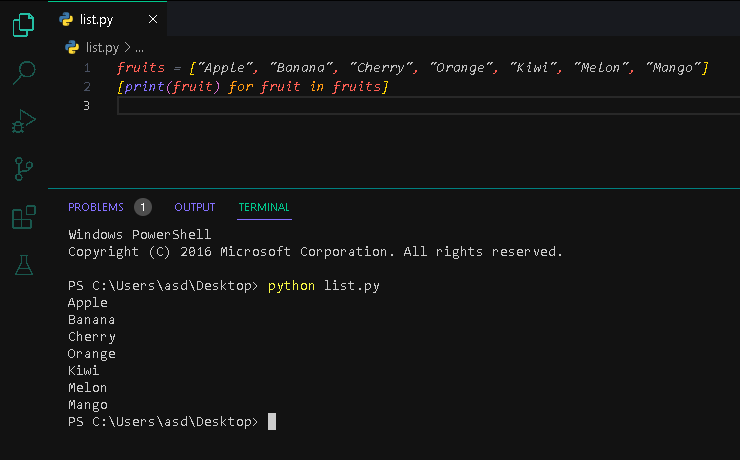 list.py
list.py > ...
1 fruits = ["Apple", "Banana", "Cherry", "Orange", "Kiwi", "Melon", "Mango"]
2 [print(fruit) for fruit in fruits]
3
PROBLEMS 1 OUTPUT TERMINAL
Windows PowerShell
Copyright (C) 2016 Microsoft Corporation. All rights reserved.
PS C:\Users\asd\Desktop> python list.py
Apple
Banana
Cherry
Orange
Kiwi
Melon
Mango
PS C:\Users\asd\Desktop>